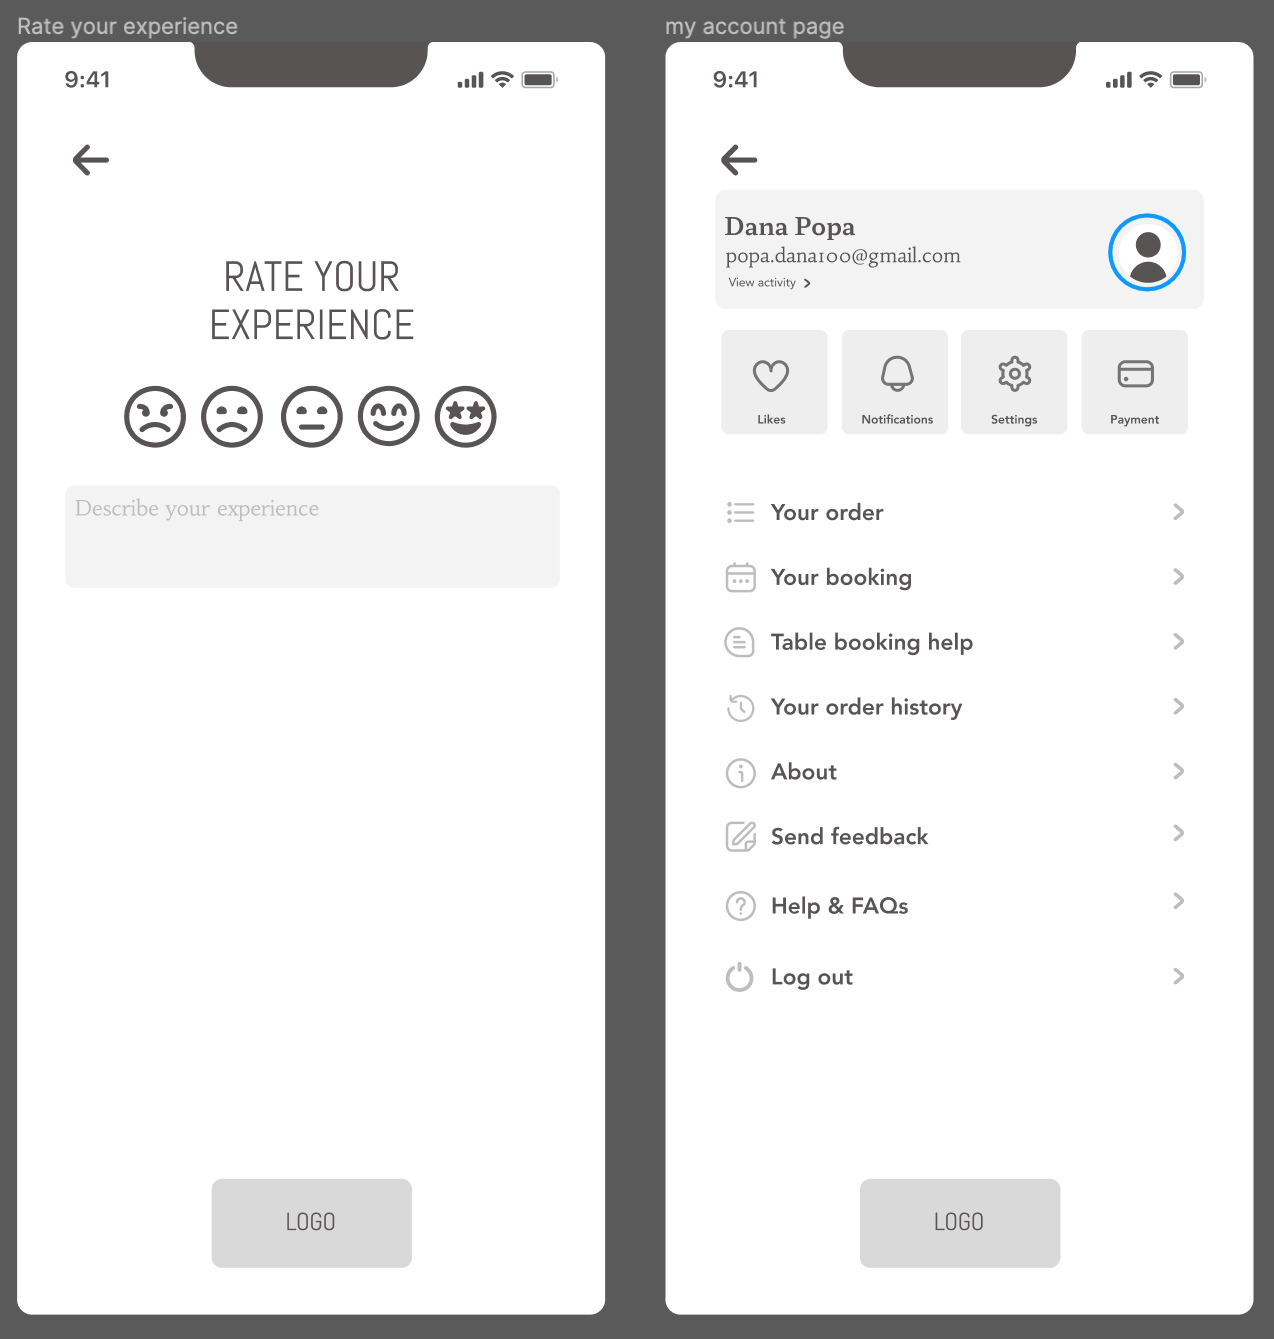 Rate your experience
9:41
RATE YOUR
EXPERIENCE
Describe your experience
LOGO
my account page
9:41
Dana Popa
popa.dana100@gmail.com
View activity
Likes
Notifications
Settings
Payment
Your order
Your booking
Table booking help
Your order history
About
Send feedback
Help & FAQs
Log out
LOGO